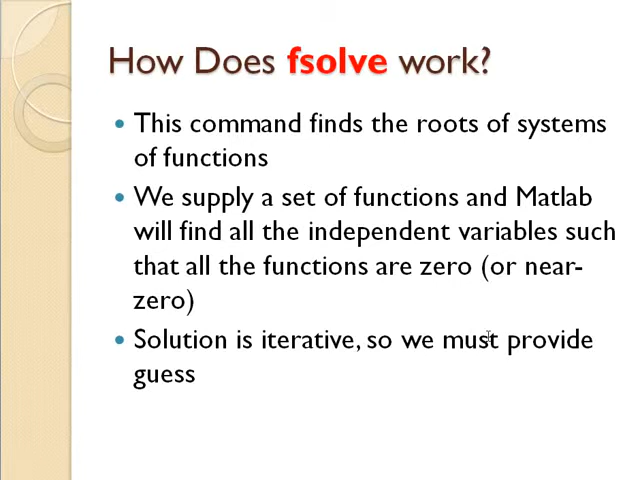 How Does fsolve work?
This command finds the roots of systems
of functions
We supply a set of functions and Matlab
will find all the independent variables such
that all the functions are zero (or near-
zero)
Solution is iterative, so we must provide
guess